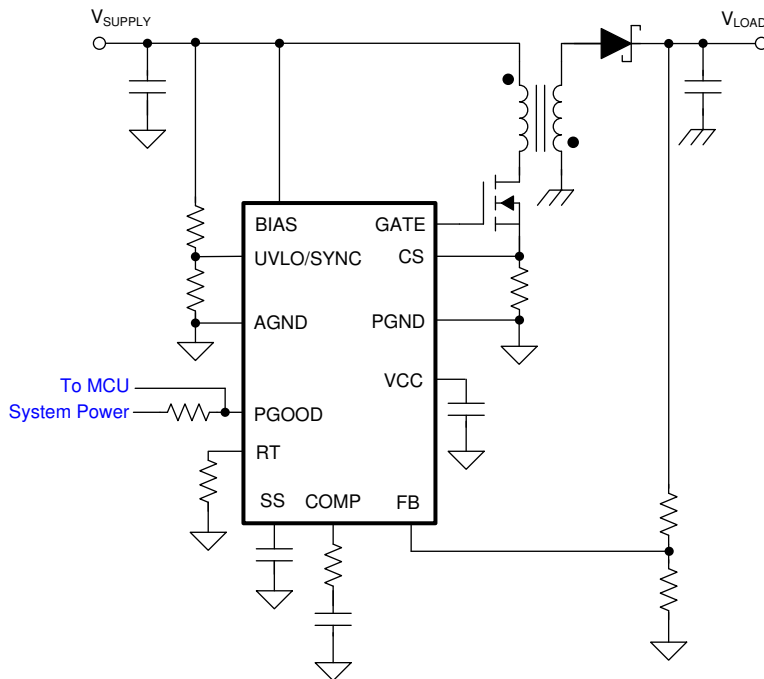 VSUPPLY
VLOAD
BIAS
GATE
UVLO/SYNC
CS
AGND
PGND
VCC
To MCU
System Power
PGOOD
RT
SS
COMP
FB